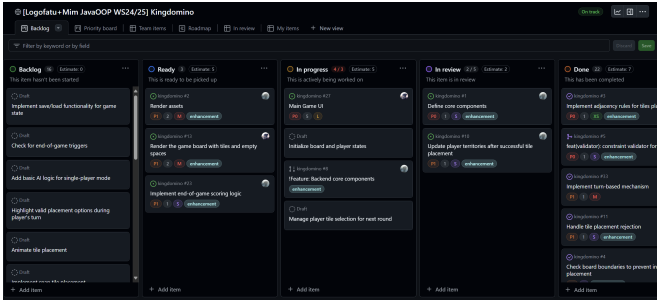 [Logofatu+Mim JavaOOP WS24/25] Kingdomino
On track
Backlog
Priority board
Team items
Roadmap
In review
My items
+ New view
Filter by keyword or by field
Discard
Save
Backlog 16 Estimate: 0
This item hasn't been started
Draft
Implement save/load functionality for game
state
Draft
Check for end-of-game triggers
Draft
Add basic AI logic for single-player mode
Draft
Highlight valid placement options during
player's turn
Draft
Animate tile placement
Draft
+ Add item
Ready 3 Estimate: 5
This is ready to be picked up
kingdomino #2
Render assets
P1 2 M enhancement
kingdomino #13
Render the game board with tiles and empty
spaces
P1 2 M enhancement
kingdomino #23
Implement end-of-game scoring logic
P1 1 S enhancement
+ Add item
In progress 4 / 3 Estimate: 5
This is actively being worked on
kingdomino #27
Main Game UI
P0 5 L
Draft
Initialize board and player states
kingdomino #9
!Feature: Backend core components
enhancement
Draft
Manage player tile selection for next round
+ Add item
In review 2 / 5 Estimate: 2
This item is in review
kingdomino #1
Define core components
P0 1 S enhancement
kingdomino #18
Update player territories after successful tile
placement
P1 1 S enhancement
+ Add item
Done 22 Estimate: 7
This has been completed
kingdomino #3
Implement adjacency rules for tiles pl
P0 1 XS enhancement
kingdomino #5
feat(validator): constraint validator for
P0 1 S enhancement
Implement turn-based mechanism
P1 1 M
kingdomino #11
Handle tile placement rejection
P1 1 S enhancement
kingdomino #4
Check board boundaries to prevent in
placement
+ Add item